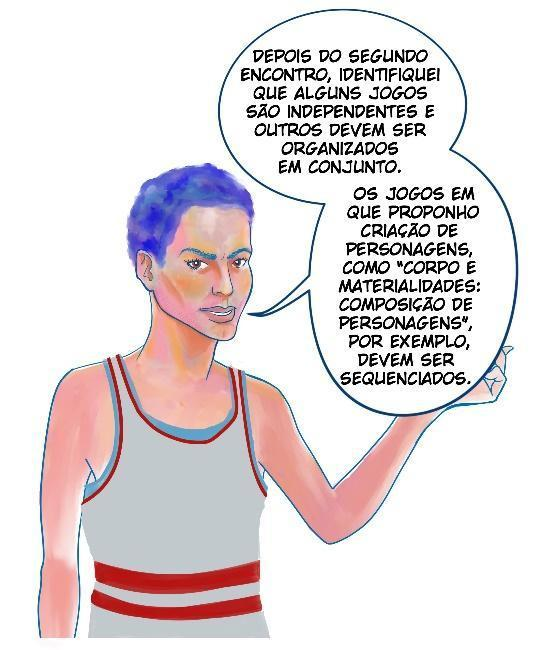 DEPOIS DO SEGUNDO
ENCONTRO, IDENTIFIQUEI
QUE ALGUNS JOGOS
SÃO INDEPENDENTES E
OUTROS DEVEM SER
ORGANIZADOS
EM CONJUNTO.
OS JOGOS EM
QUE PROPONHO
CRIAÇÃO DE
PERSONAGENS,
COMO "CORPO E
MATERIALIDADES:
COMPOSIÇÃO DE
PERSONAGENS",
POR EXEMPLO,
DEVEM SER
SEQUENCIADOS.